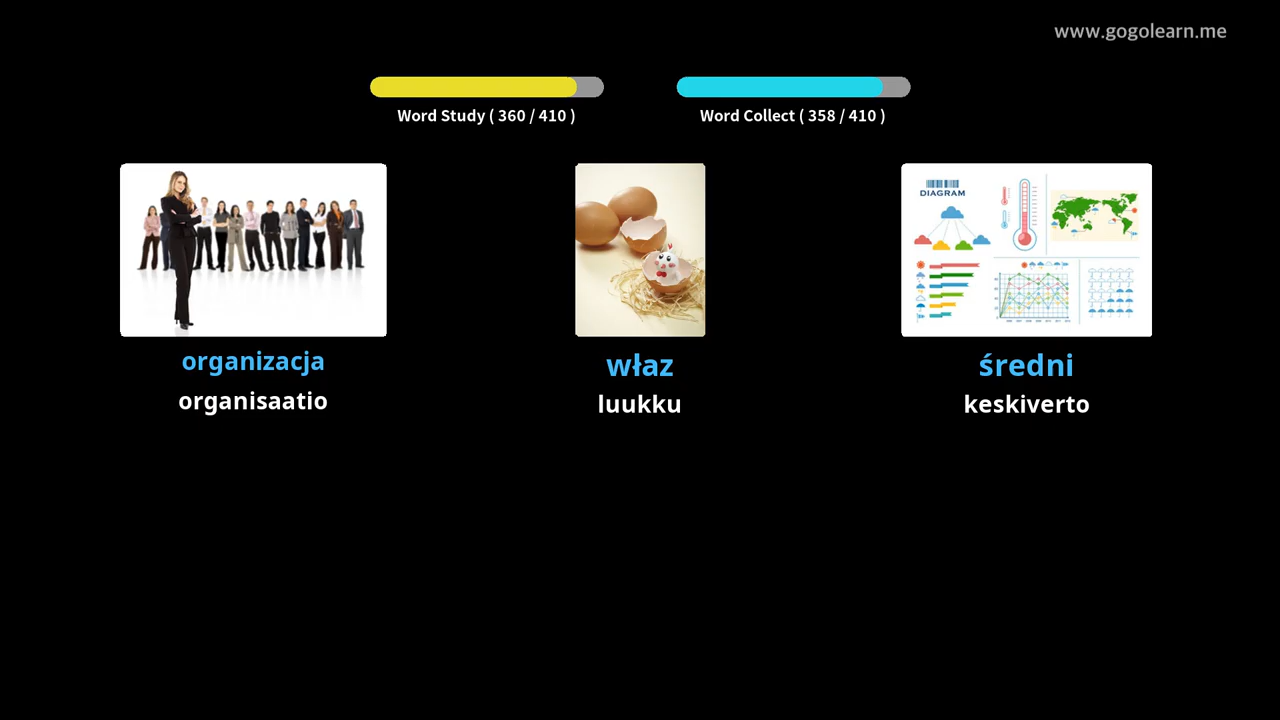 www.gogolearn.me
Word Study ( 360 / 410 )
Word Collect ( 358 / 410 )
DIAGRAM
organizacja
organisaatio
właz
luukku
średni
keskiverto